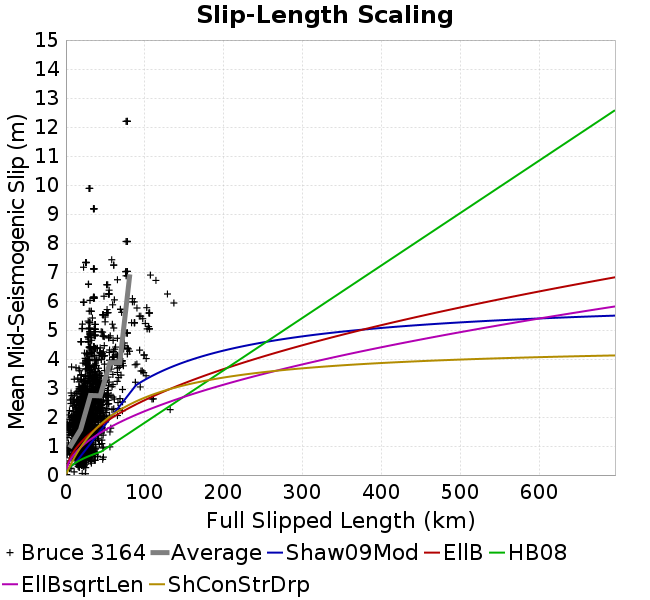 Slip-Length Scaling
Mean Mid-Seismogenic Slip (m)
15
14
13
12
11
10
9
8
7
6
5
4
3
2
1
0
0 100 200 300 400 500 600
Full Slipped Length (km)
Bruce 3164 Average Shaw09Mod EllB HB08
EllBsqrtLen ShConStrDrp